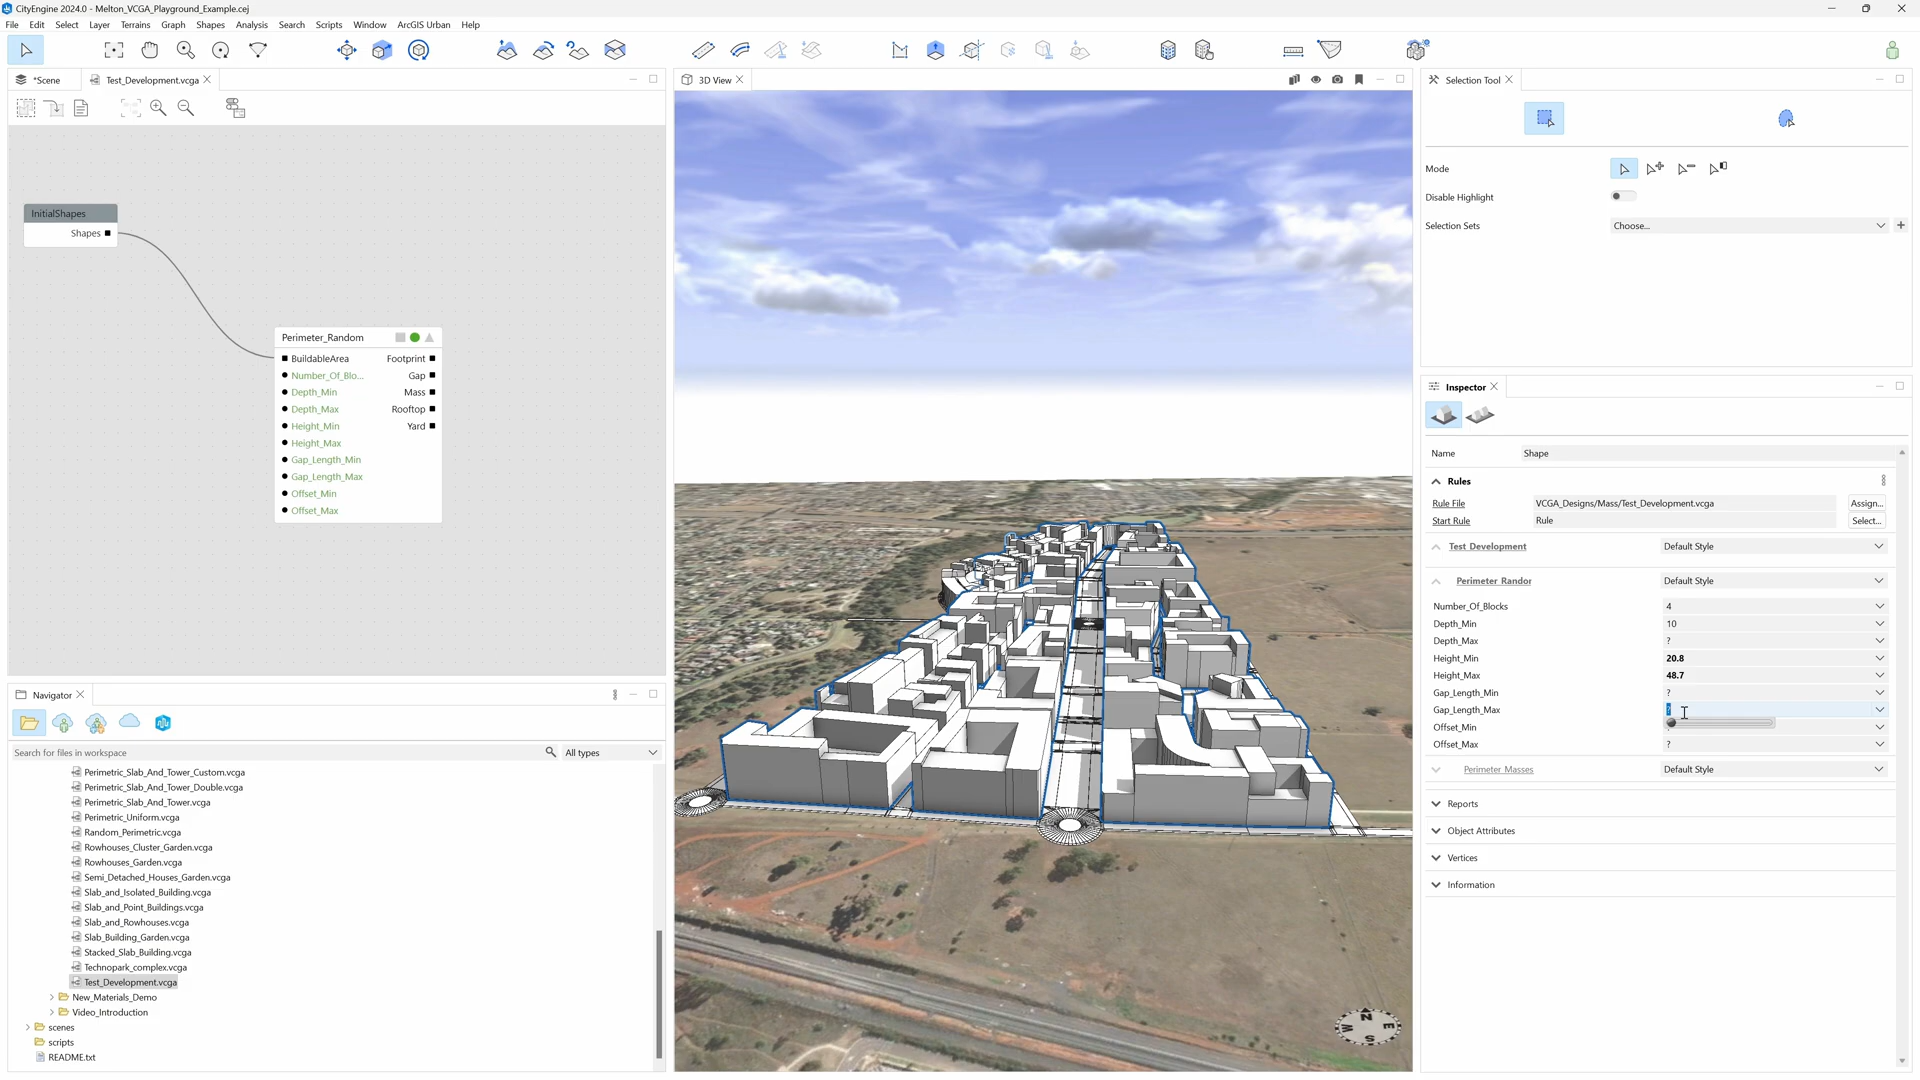 CityEngine 2024.0 - Melton_VCGA_Playground_Example.cej
File Edit Select Layer Terrains Graph Shapes Analysis Search Scripts Window ArcGIS Urban Help
*Scene
Test_Development.vcga
InitialShapes
Shapes
Perimeter_Random
BuildableArea Footprint
Number_Of_Blo... Gap
Depth_Min Mass
Depth_Max Rooftop
Height_Min Yard
Height_Max
Gap_Length_Min
Gap_Length_Max
Offset_Min
Offset_Max
Navigator
Search for files in workspace
All types
Perimetric_Slab_And_Tower_Custom.vcga
Perimetric_Slab_And_Tower_Double.vcga
Perimetric_Slab_And_Tower.vcga
Perimetric_Uniform.vcga
Random_Perimetric.vcga
Rowhouses_Cluster_Garden.vcga
Rowhouses_Garden.vcga
Semi_Detached_Houses_Garden.vcga
Slab_and_Isolated_Building.vcga
Slab_and_Point_Buildings.vcga
Slab_and_Rowhouses.vcga
Slab_Building_Garden.vcga
Stacked_Slab_Building.vcga
Technopark_complex.vcga
Test_Development.vcga
New_Materials_Demo
Video_Introduction
scenes
scripts
README.txt
3D View
N
W E
S
Selection Tool
Mode
Disable Highlight
Selection Sets Choose...
Inspector
Name Shape
Rules
Rule File VCGA_Designs/Mass/Test_Development.vcga Assign...
Start Rule Rule Select...
Test Development Default Style
Perimeter Randor Default Style
Number_Of_Blocks 4
Depth_Min 10
Depth_Max ?
Height_Min 20.8
Height_Max 48.7
Gap_Length_Min ?
Gap_Length_Max ?
Offset_Min
Offset_Max ?
Perimeter Masses Default Style
Reports
Object Attributes
Vertices
Information